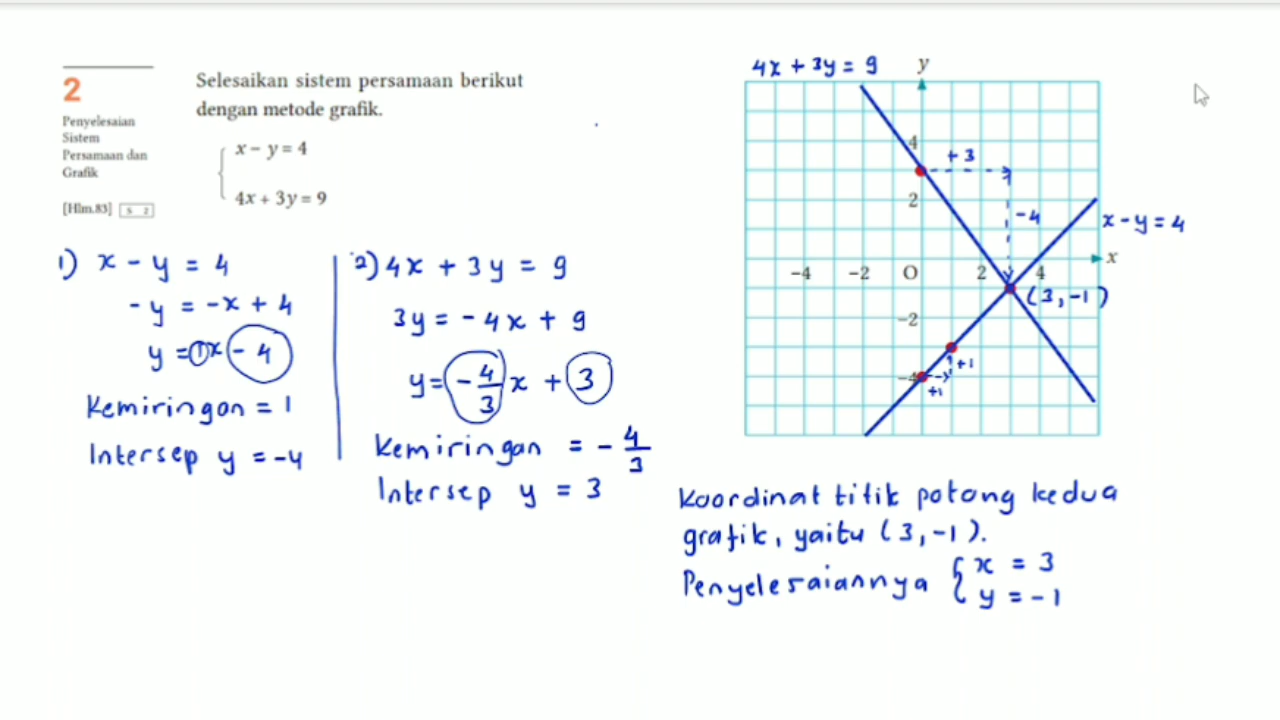 2
Penyelesaian
Sistem
Persamaan dan
Grafik
[Hlm.83] S 2
Selesaikan sistem persamaan berikut
dengan metode grafik.
x − y = 4
4x + 3y = 9
1) x - y = 4
-y = -x + 4
y = 1x - 4
Kemiringan = 1
Intersep y = -4
2) 4x + 3y = 9
3y = -4x + 9
y = -4/3 x + 3
Kemiringan = -4/3
Intersep y = 3
4x + 3y = 9
y
4
+3
2
-4
x-y=4
-4 -2 O 2 4 x
(3,-1)
-2
+1
-4
+1
Koordinat titik potong kedua
grafik, yaitu (3,-1).
Penyelesaiannya { x = 3
y = -1